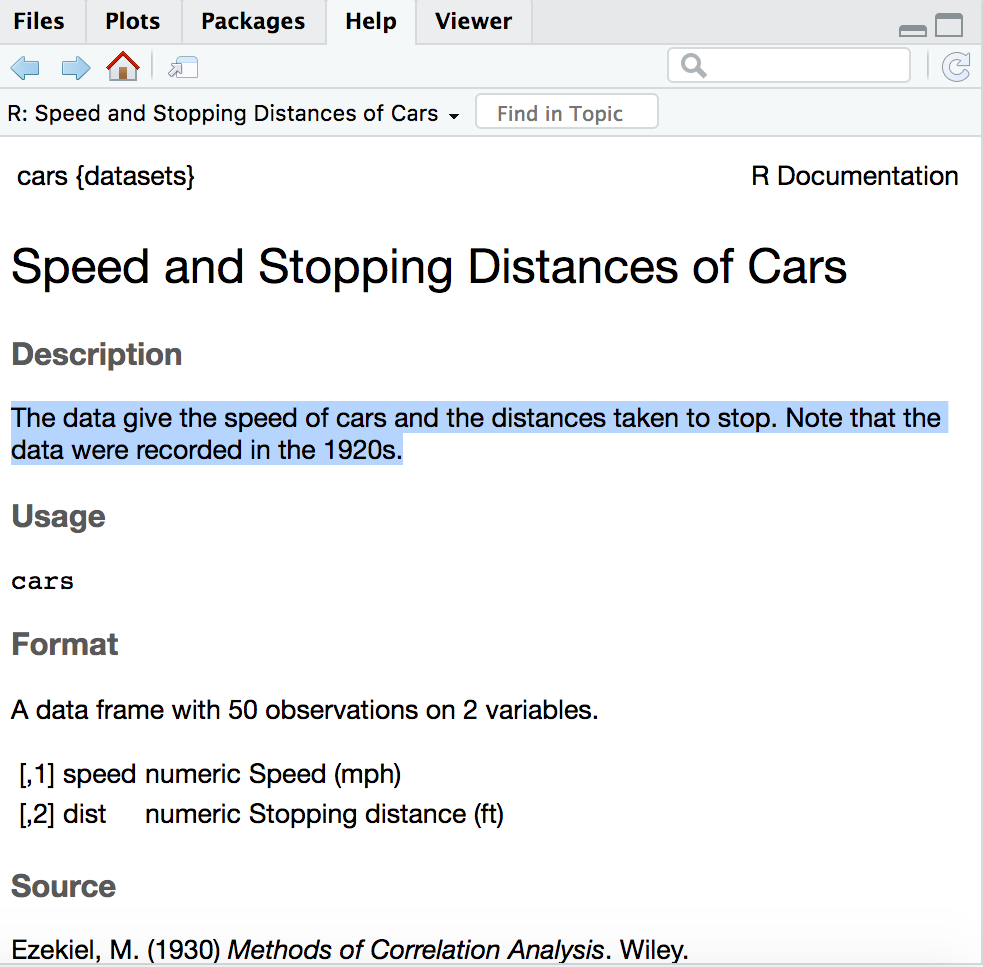 Files Plots Packages Help Viewer
R: Speed and Stopping Distances of Cars Find in Topic
cars {datasets} R Documentation
Speed and Stopping Distances of Cars
Description
The data give the speed of cars and the distances taken to stop. Note that the
data were recorded in the 1920s.
Usage
cars
Format
A data frame with 50 observations on 2 variables.
[,1] speed numeric Speed (mph)
[,2] dist numeric Stopping distance (ft)
Source
Ezekiel, M. (1930) Methods of Correlation Analysis. Wiley.